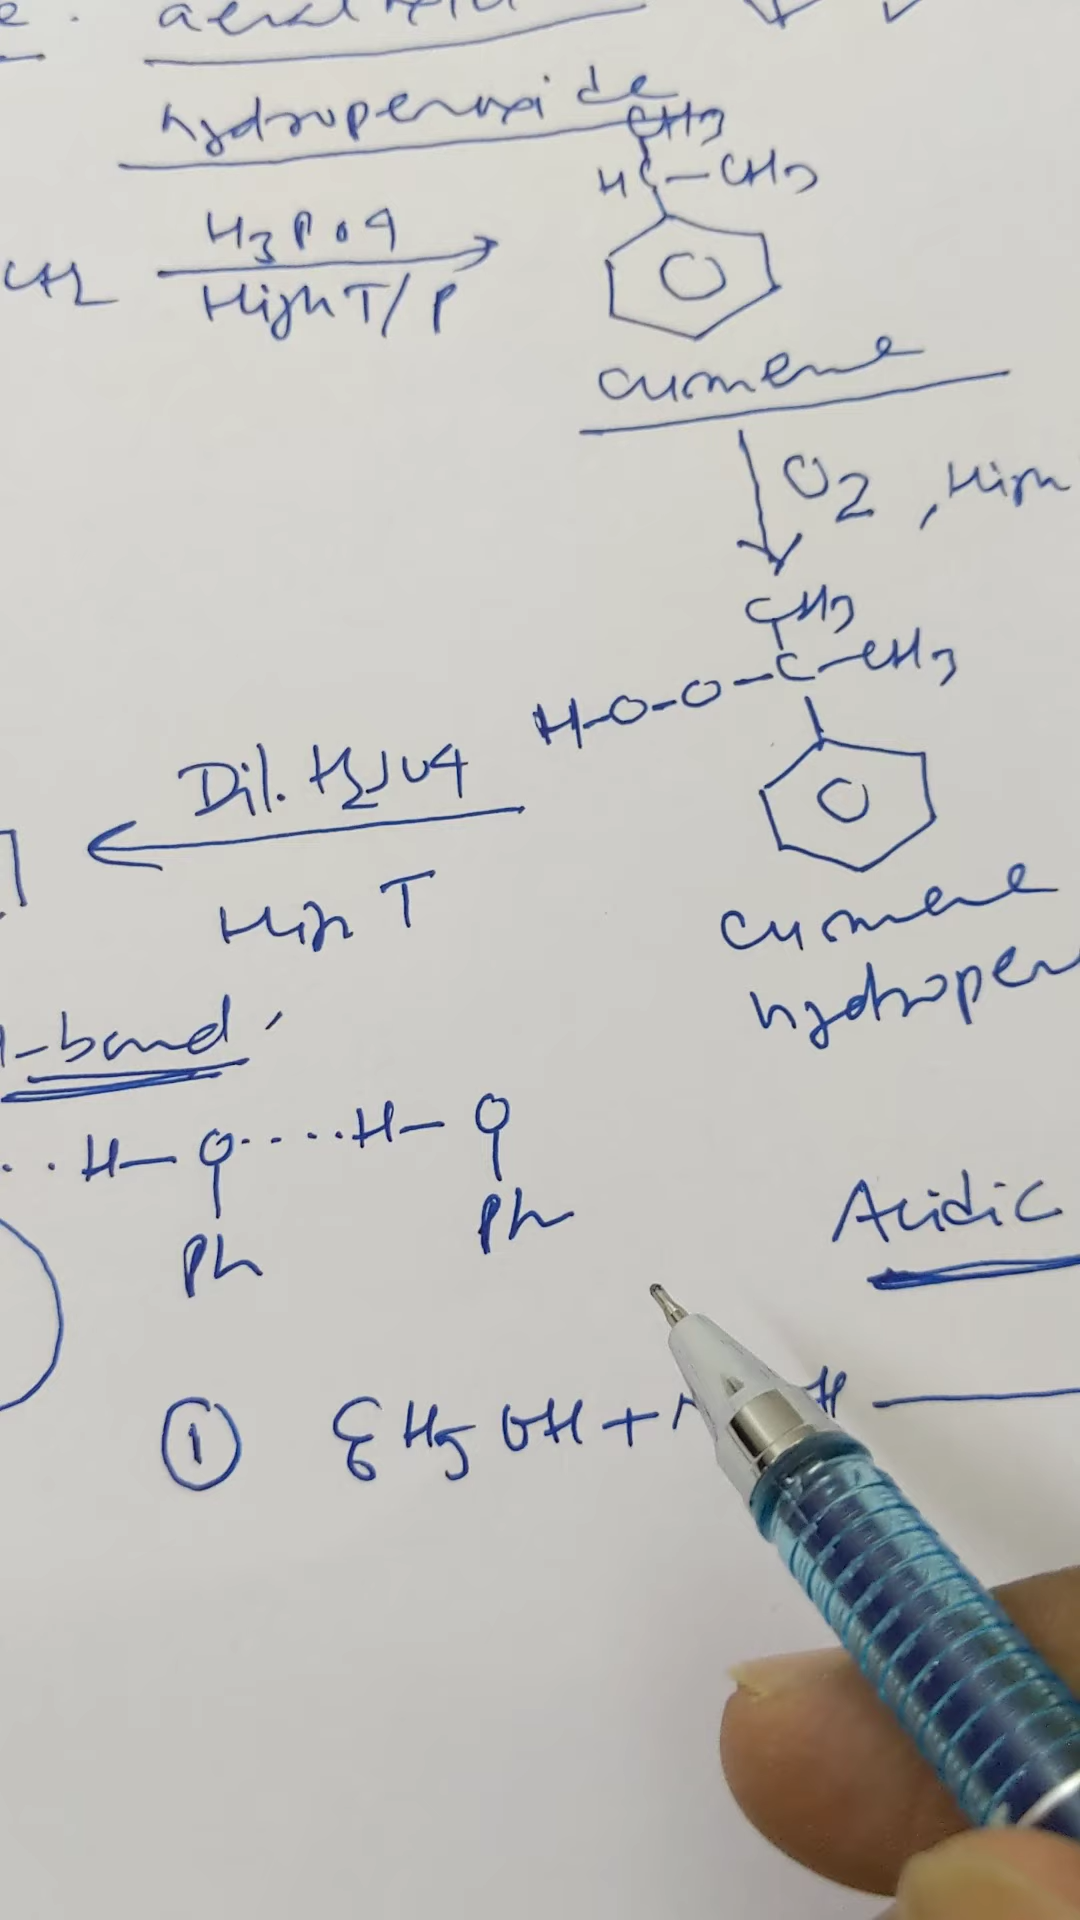 hydroperoxide
CH3
HC-CH3
H3PO4
High T/P
cumene
O2, High
CH3
H-O-O-C-CH3
Dil. H2SO4
High T
cumene
hydroper
H-bond,
..H-O....H-O
Ph Ph
Acidic
① C6H5OH +